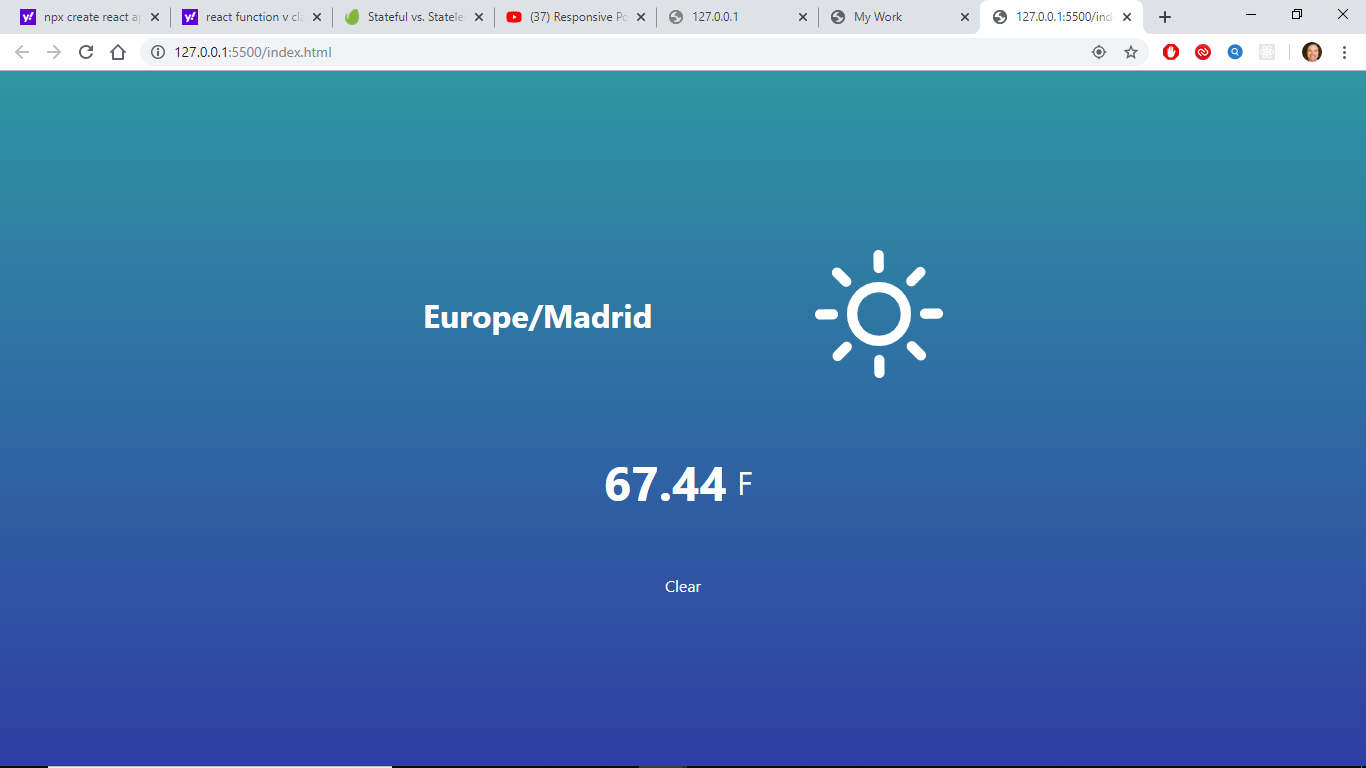 npx create react a
react function v cl
Stateful vs. Statele
(37) Responsive Po
127.0.0.1
My Work
127.0.0.1:5500/ind
127.0.0.1:5500/index.html
Europe/Madrid
67.44 F
Clear